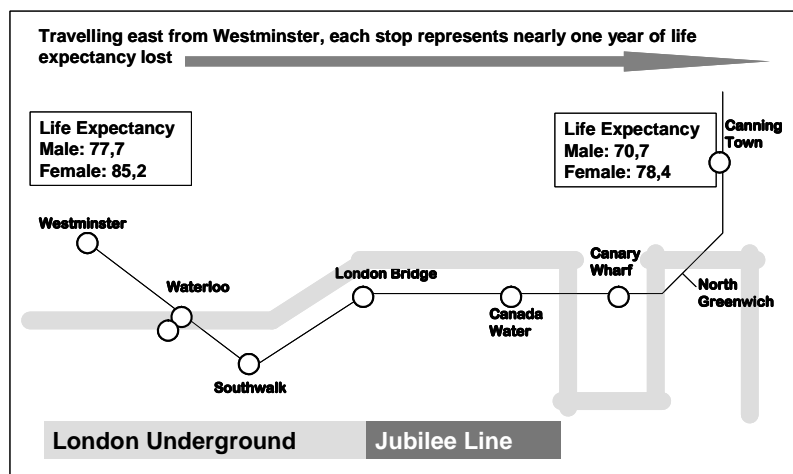 Travelling east from Westminster, each stop represents nearly one year of life
expectancy lost
Life Expectancy
Male: 77,7
Female: 85,2
Life Expectancy
Male: 70,7
Female: 78,4
Canning
Town
Westminster
Waterloo
London Bridge
Canary
Wharf
North
Greenwich
Canada
Water
Southwalk
London Underground
Jubilee Line